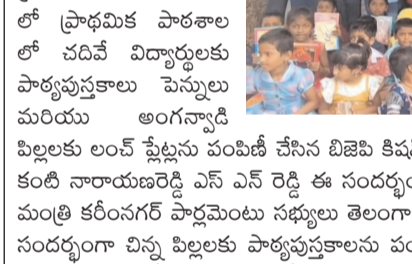 లో ప్రాథమిక పాఠశాల
లో చదివే విద్యార్థులకు
పాఠ్యపుస్తకాలు పెన్నులు
మరియు అంగన్వాడి
పిల్లలకు లంచ్ ప్లేట్లను పంపిణీ చేసిన బిజెపి
కంటి నారాయణరెడ్డి ఎస్ ఎన్ రెడ్డి ఈ
మంత్రి కరీంనగర్ పార్లమెంటు సభ్యులు
సందర్భంగా చిన్న పిల్లలకు పాఠ్యపుస్తకాలను